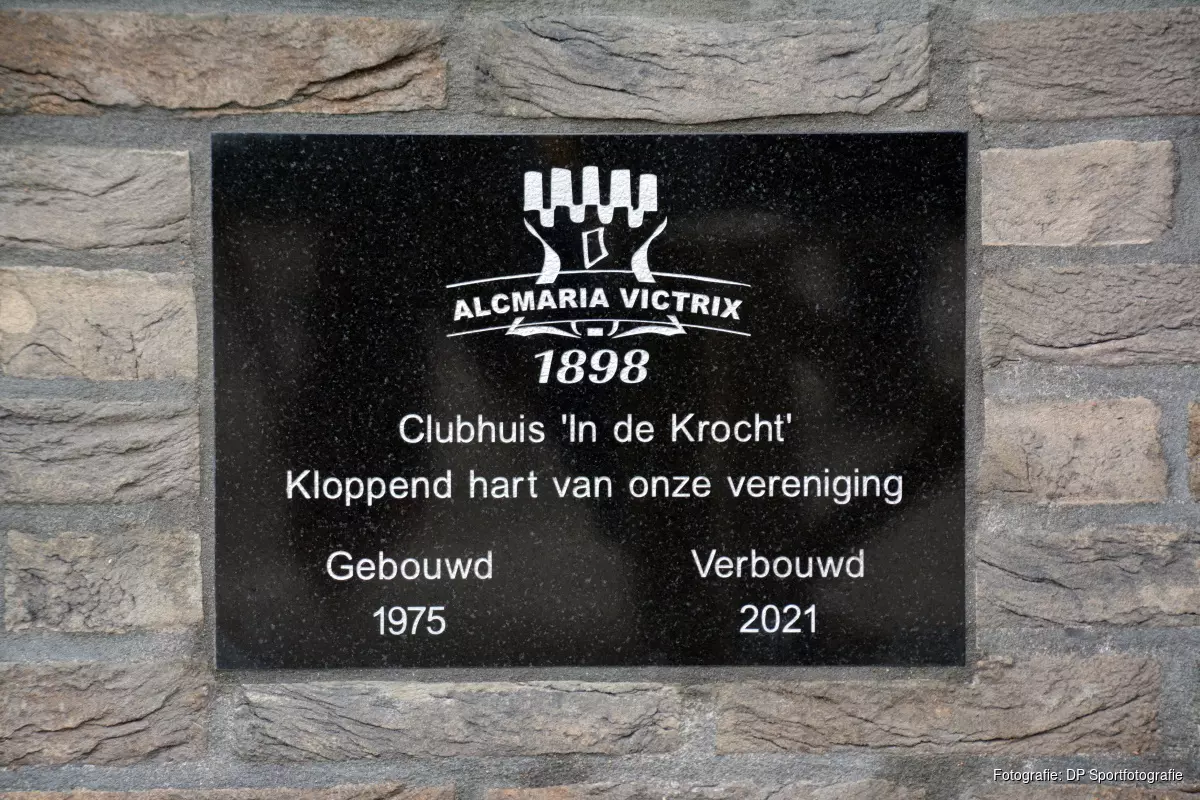 ALCMARIA VICTRIX
1898
Clubhuis 'In de Krocht'
Kloppend hart van onze vereniging
Gebouwd Verbouwd
1975 2021
Fotografie: DP Sportfotografie